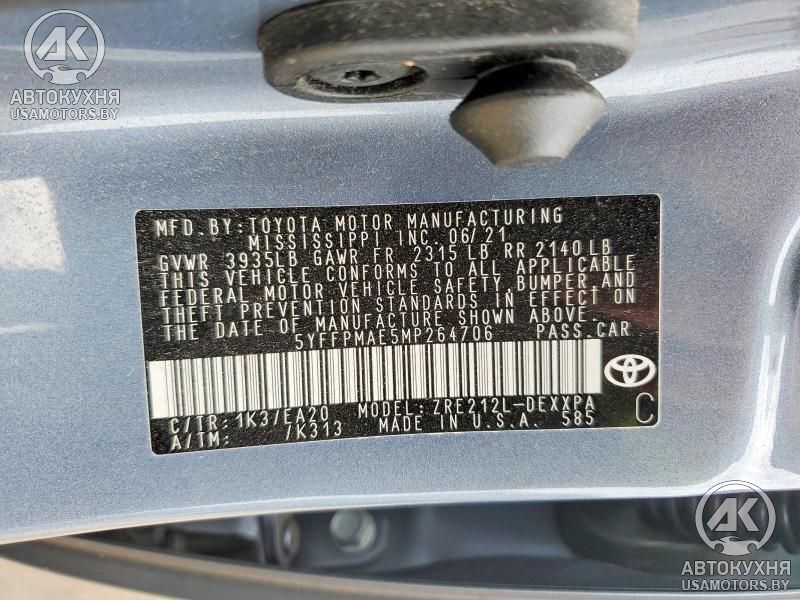 AK
АВТОКУХНЯ
USAMOTORS.BY
MFD.BY:TOYOTA MOTOR MANUFACTURING
MISSISSIPPI INC. 06/21
GVWR 3935LB GAWR FR 2315 LB RR 2140 LB
THIS VEHICLE CONFORMS TO ALL APPLICABLE
FEDERAL MOTOR VEHICLE SAFETY, BUMPER AND
THEFT PREVENTION STANDARDS IN EFFECT ON
THE DATE OF MANUFACTURE SHOWN ABOVE.
5YFFPMAE5MP264706 PASS.CAR
C/TR: 1K3/EA20 MODEL: ZRE212L-DEXXPA C
A/TM: /K313 MADE IN U.S.A. 585
AK
АВТОКУХНЯ
USAMOTORS.BY